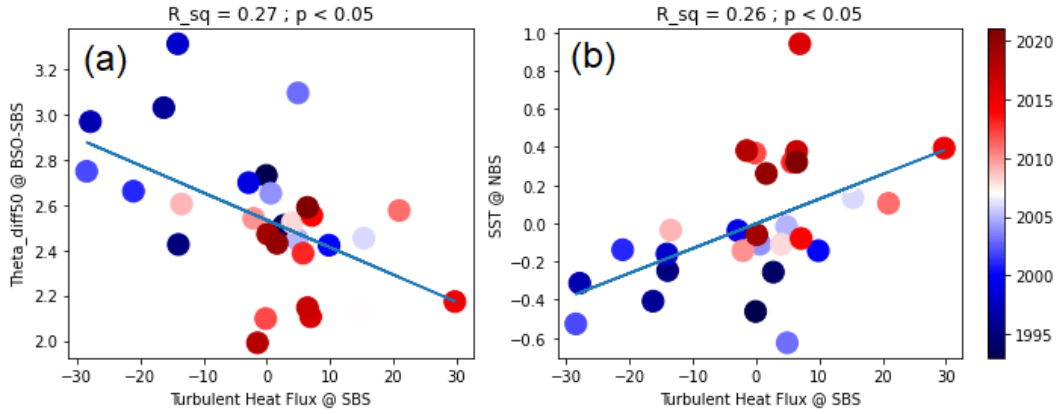 R_sq = 0.27 ; p < 0.05
R_sq = 0.26 ; p < 0.05
(a)
(b)
Theta_diff50 @ BSO-SBS
3.2
3.0
2.8
2.6
2.4
2.2
2.0
−30 −20 −10 0 10 20 30
Turbulent Heat Flux @ SBS
SST @ NBS
1.0
0.8
0.6
0.4
0.2
0.0
−0.2
−0.4
−0.6
−30 −20 −10 0 10 20 30
Turbulent Heat Flux @ SBS
2020
2015
2010
2005
2000
1995